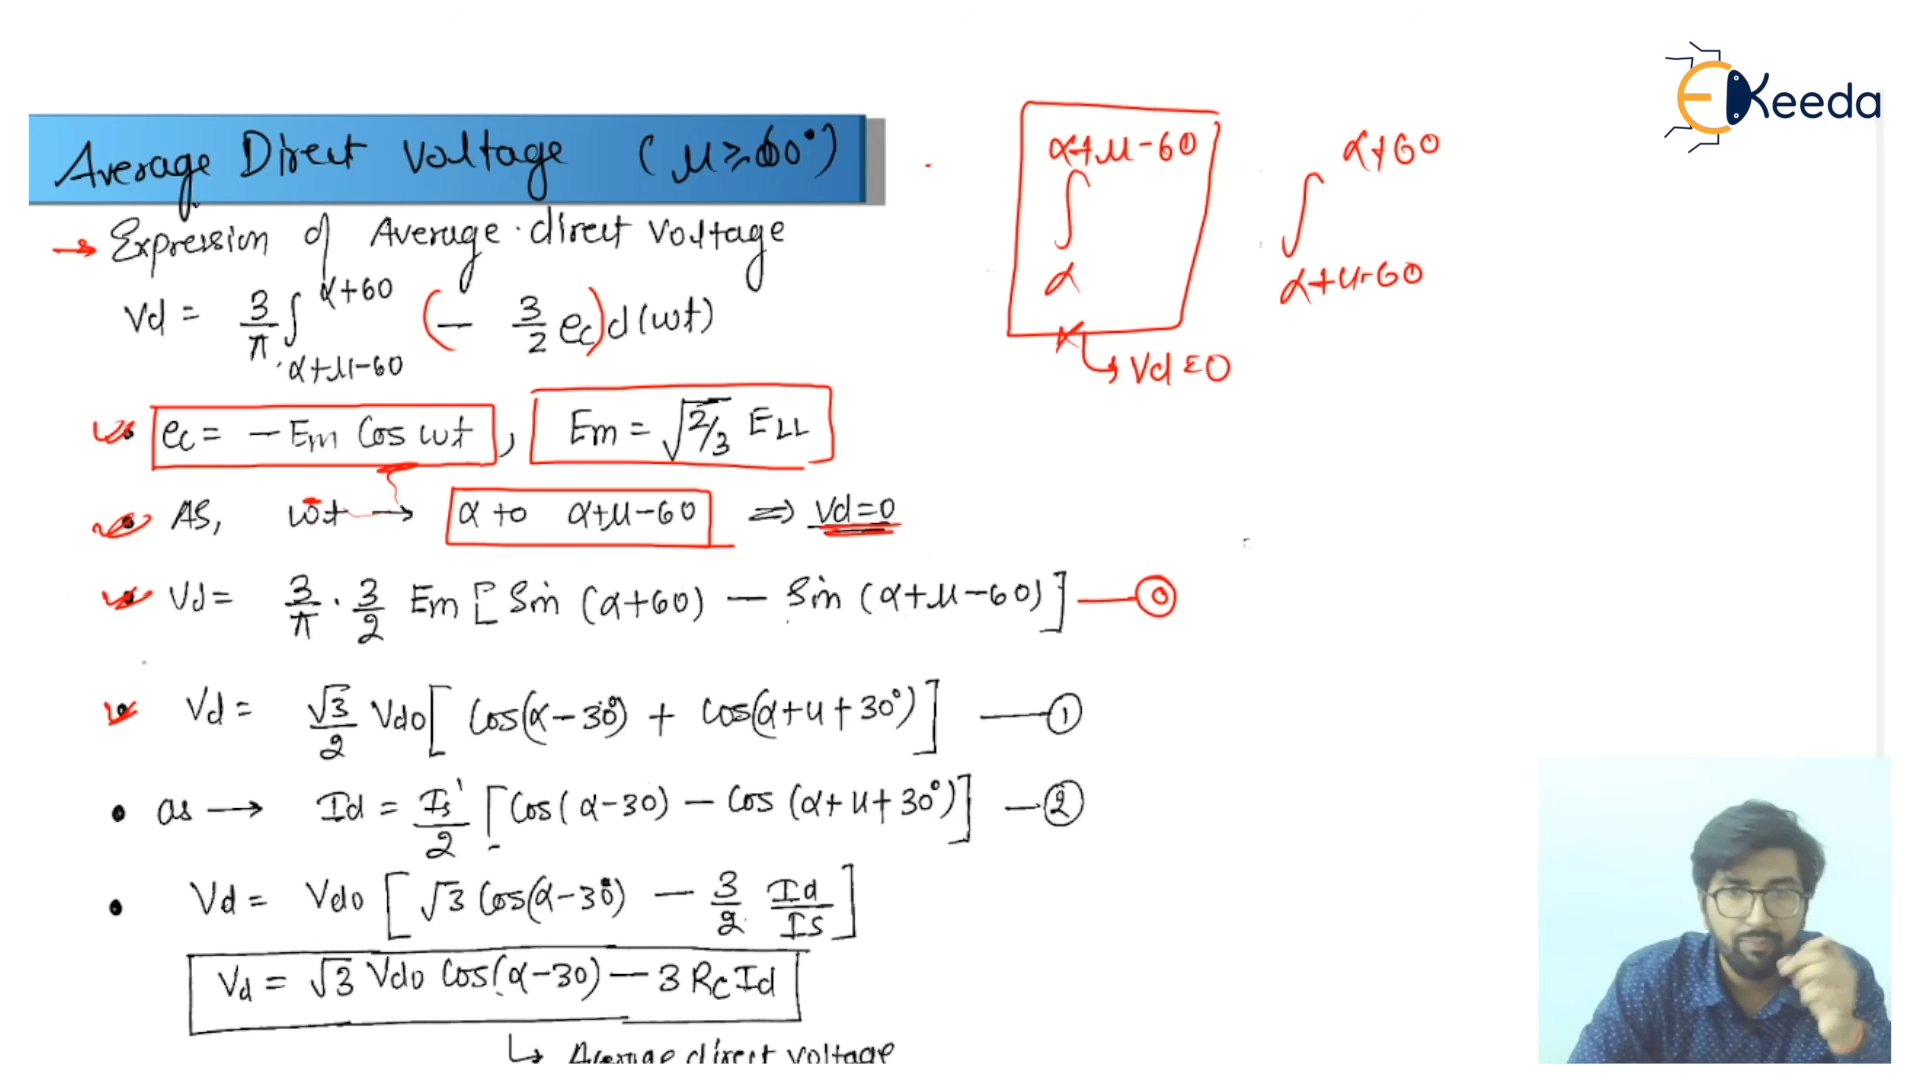 EKeeda
Average Direct Voltage (μ ≥ 60°)
→ Expression of Average direct voltage
Vd = 3/π ∫_{α+μ-60}^{α+60} (- 3/2 ec) d(ωt)
ec = -Em Cos ωt , Em = √2/3 ELL
AS, ωt → α to α+μ-60 ⇒ Vd=0
Vd = 3/π · 3/2 Em [Sin (α+60) - Sin (α+μ-60)] — 0
Vd = √3/2 Vdo [Cos(α-30°) + cos(α+u+30°)] — 1
• as → Id = Is'/2 [Cos(α-30) - Cos (α+u+30°)] — 2
• Vd = Vdo [√3 Cos(α-30°) - 3/2 Id/Is]
Vd = √3 Vdo Cos(α-30) - 3 Rc Id
↳ Average direct voltage
∫_{α}^{α+μ-60}
↳ Vd = 0
∫_{α+μ-60}^{α+60}